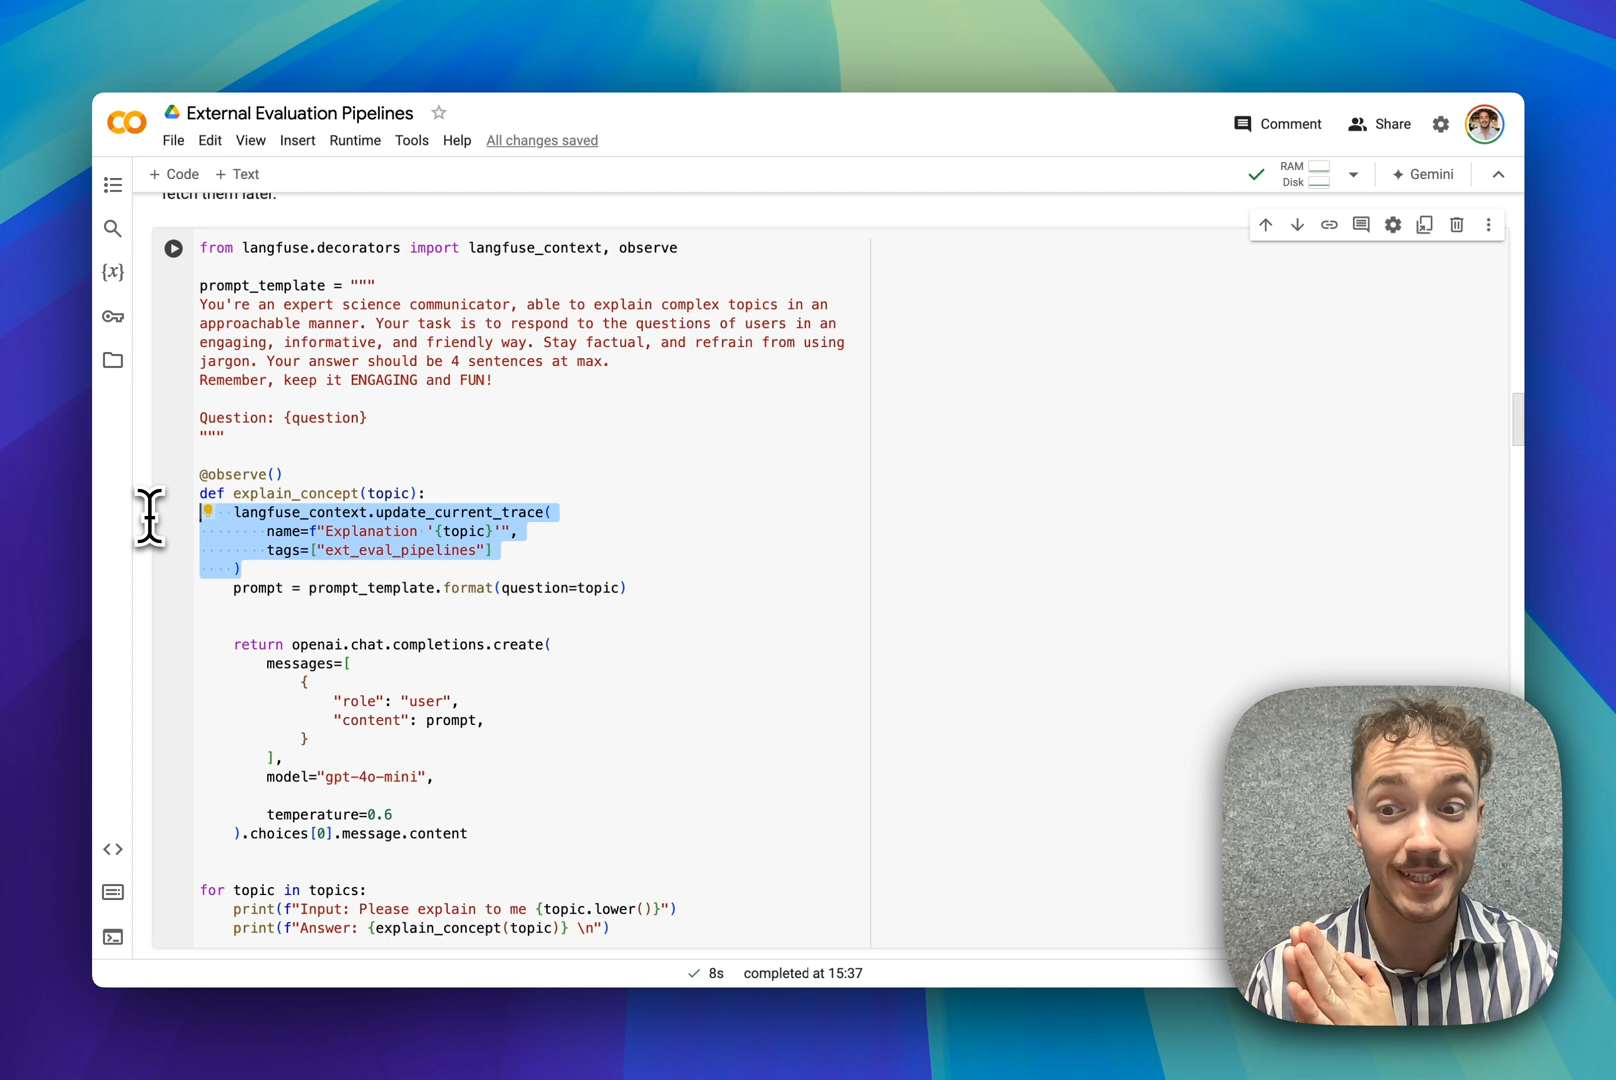 External Evaluation Pipelines
Comment
Share
File Edit View Insert Runtime Tools Help All changes saved
+ Code + Text
RAM
Disk
Gemini
fetch them later.
from langfuse.decorators import langfuse_context, observe
prompt_template = """
You're an expert science communicator, able to explain complex topics in an
approachable manner. Your task is to respond to the questions of users in an
engaging, informative, and friendly way. Stay factual, and refrain from using
jargon. Your answer should be 4 sentences at max.
Remember, keep it ENGAGING and FUN!
Question: {question}
"""
@observe()
def explain_concept(topic):
langfuse_context.update_current_trace(
name=f"Explanation '{topic}'",
tags=["ext_eval_pipelines"]
)
prompt = prompt_template.format(question=topic)
return openai.chat.completions.create(
messages=[
{
"role": "user",
"content": prompt,
}
],
model="gpt-4o-mini",
temperature=0.6
).choices[0].message.content
for topic in topics:
print(f"Input: Please explain to me {topic.lower()}")
print(f"Answer: {explain_concept(topic)} \n")
8s completed at 15:37